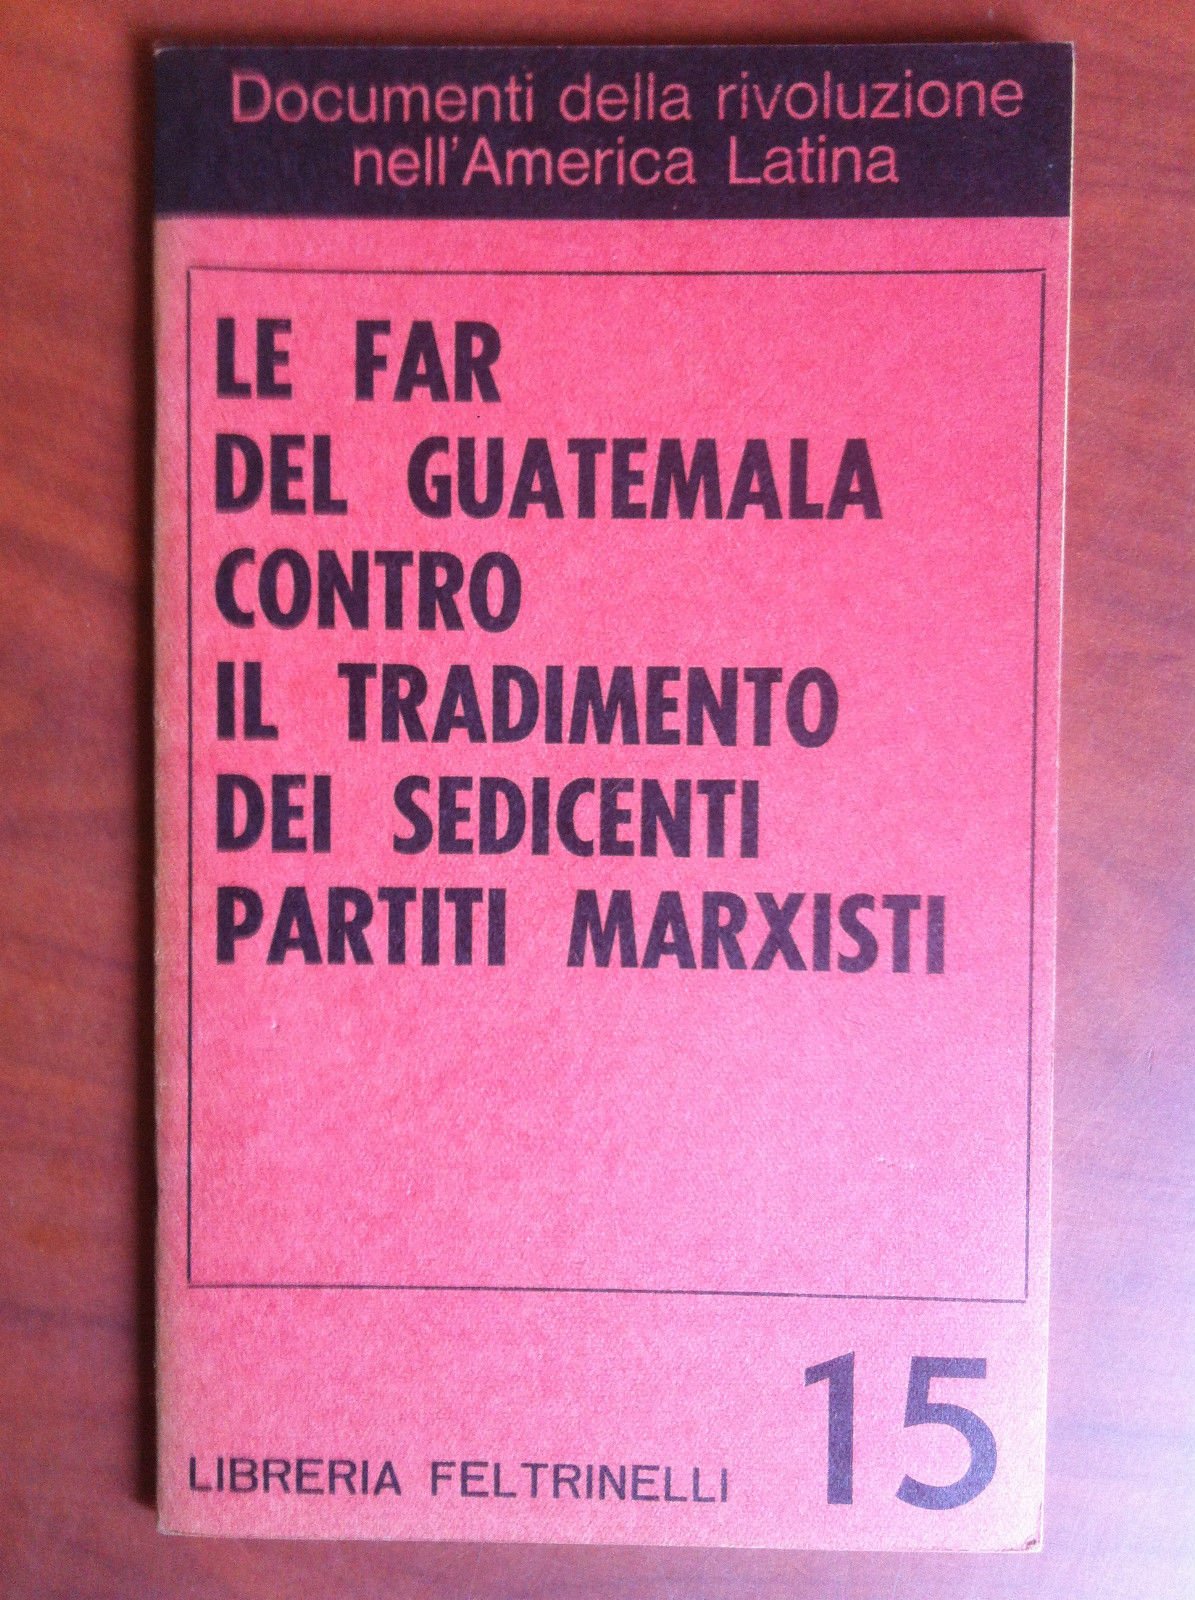 Documenti della rivoluzione
nell'America Latina
LE FAR
DEL GUATEMALA
CONTRO
IL TRADIMENTO
DEI SEDICENTI
PARTITI MARXISTI
15
LIBRERIA FELTRINELLI